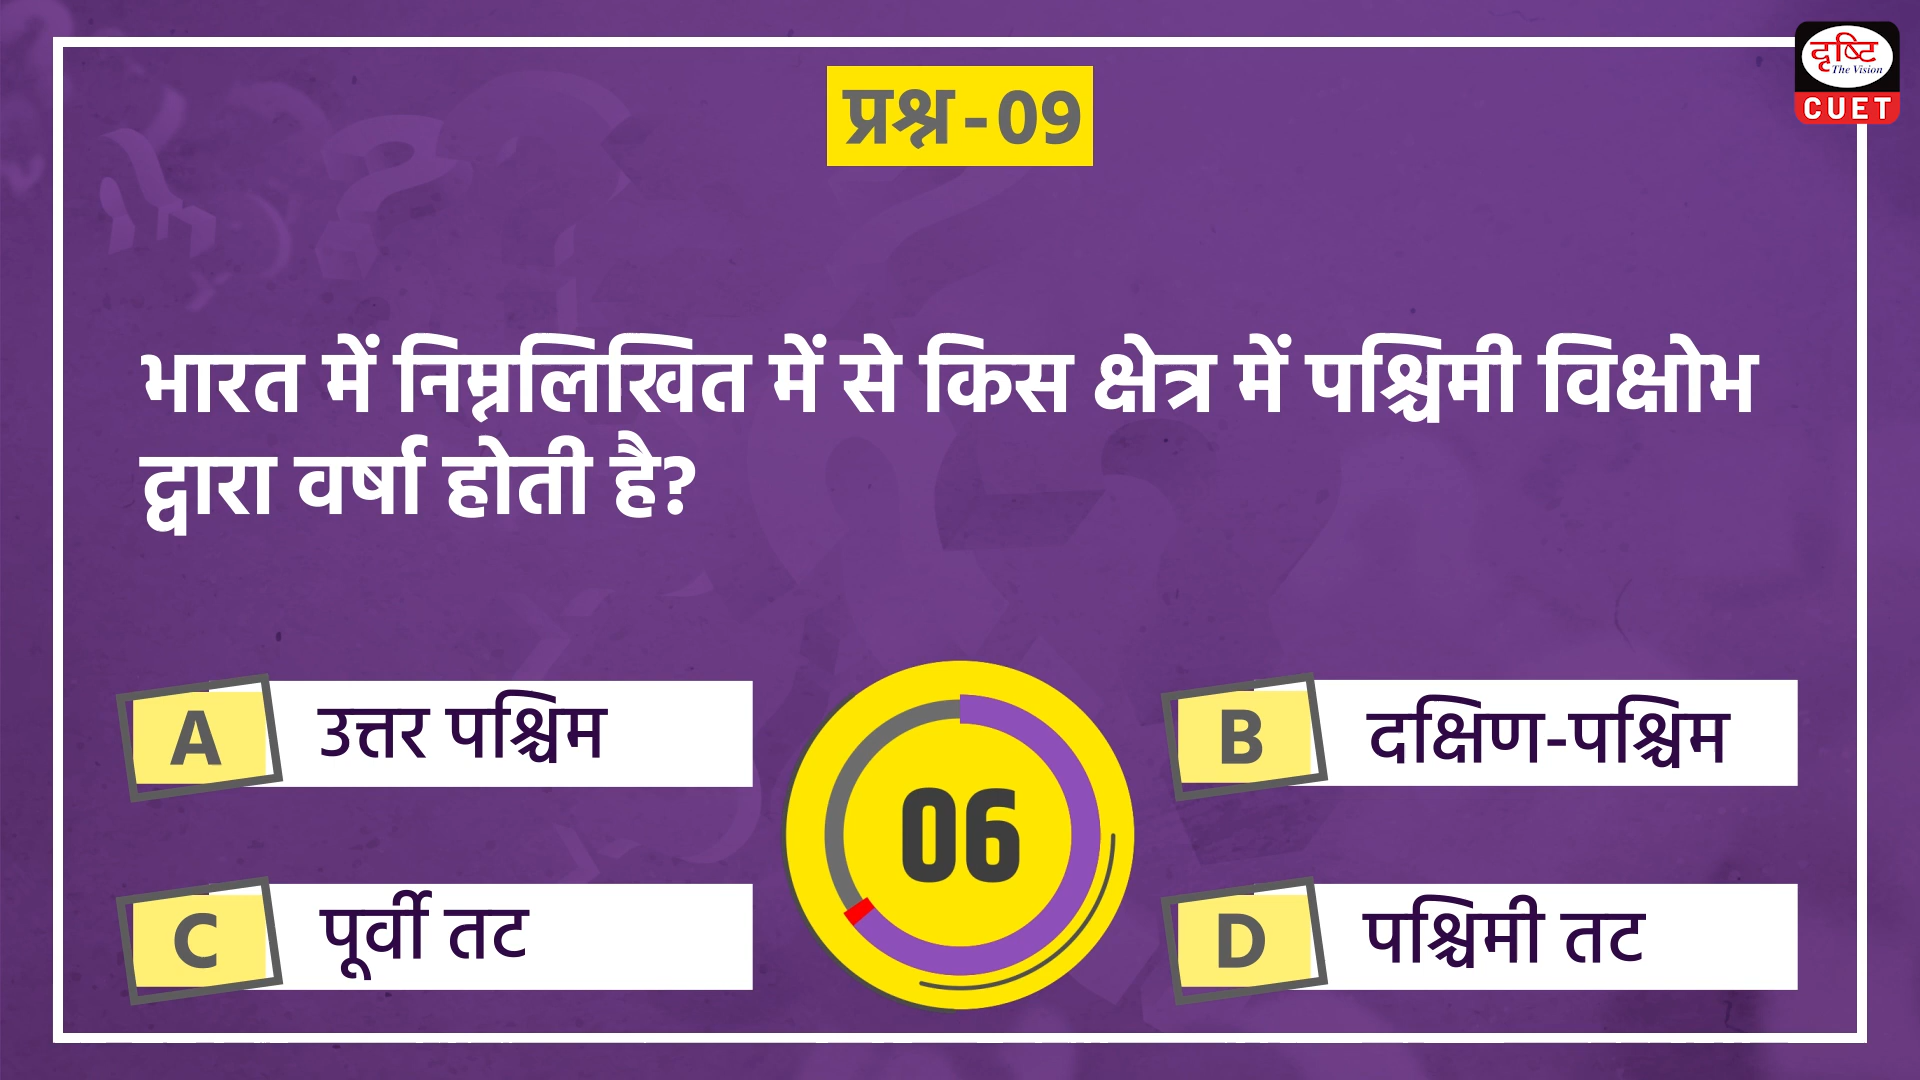 दृष्टि
The Vision
CUET
प्रश्न-09
भारत में निम्नलिखित में से किस क्षेत्र में पश्चिमी विक्षोभ
द्वारा वर्षा होती है?
A उत्तर पश्चिम
B दक्षिण-पश्चिम
06
C पूर्वी तट
D पश्चिमी तट